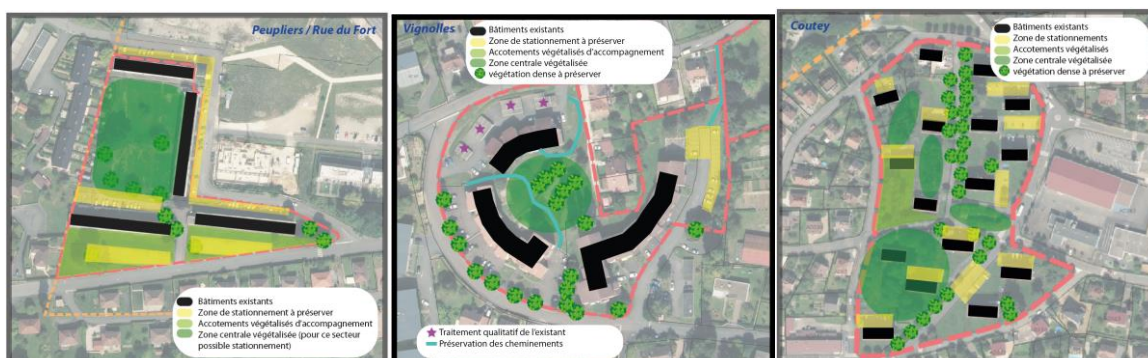 Peupliers / Rue du Fort
Bâtiments existants
Zone de stationnement à préserver
Accotements végétalisés d'accompagnement
Zone centrale végétalisée (pour ce secteur
possible stationnement)
Vignolles
Bâtiments existants
Zone de stationnement à préserver
Accotements végétalisés d'accompagnement
Zone centrale végétalisée
végétation dense à préserver
Traitement qualitatif de l'existant
Préservation des cheminements
Coutey
Bâtiments existants
Zone de stationnements
Accotements végétalisés
Zone centrale végétalisée
végétation dense à préserver